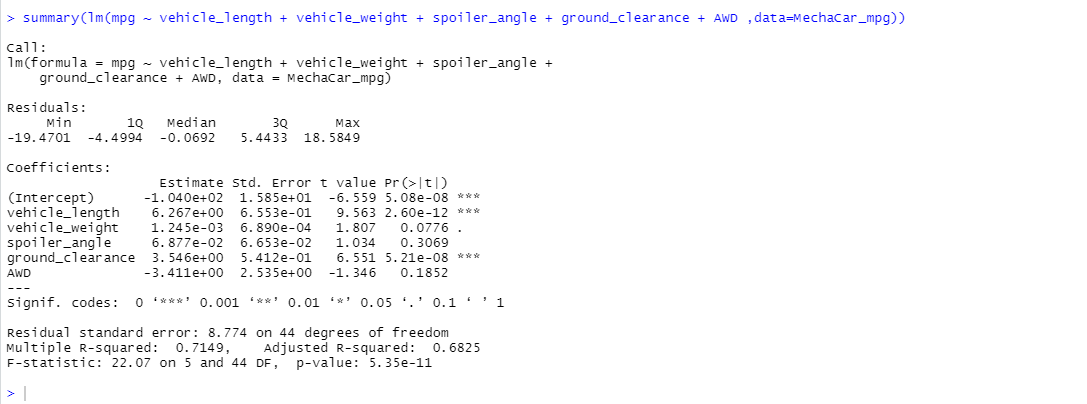 > summary(lm(mpg ~ vehicle_length + vehicle_weight + spoiler_angle + ground_clearance + AWD ,data=MechaCar_mpg))
Call:
lm(formula = mpg ~ vehicle_length + vehicle_weight + spoiler_angle +
    ground_clearance + AWD, data = MechaCar_mpg)
Residuals:
     Min       1Q   Median       3Q      Max
-19.4701  -4.4994  -0.0692   5.4433  18.5849
Coefficients:
                   Estimate Std. Error t value Pr(>|t|)
(Intercept)      -1.040e+02  1.585e+01  -6.559 5.08e-08 ***
vehicle_length    6.267e+00  6.553e-01   9.563 2.60e-12 ***
vehicle_weight    1.245e-03  6.890e-04   1.807   0.0776 .
spoiler_angle     6.877e-02  6.653e-02   1.034   0.3069
ground_clearance  3.546e+00  5.412e-01   6.551 5.21e-08 ***
AWD              -3.411e+00  2.535e+00  -1.346   0.1852
---
Signif. codes:  0 ‘***’ 0.001 ‘**’ 0.01 ‘*’ 0.05 ‘.’ 0.1 ‘ ’ 1
Residual standard error: 8.774 on 44 degrees of freedom
Multiple R-squared:  0.7149,    Adjusted R-squared:  0.6825
F-statistic: 22.07 on 5 and 44 DF,  p-value: 5.35e-11
>